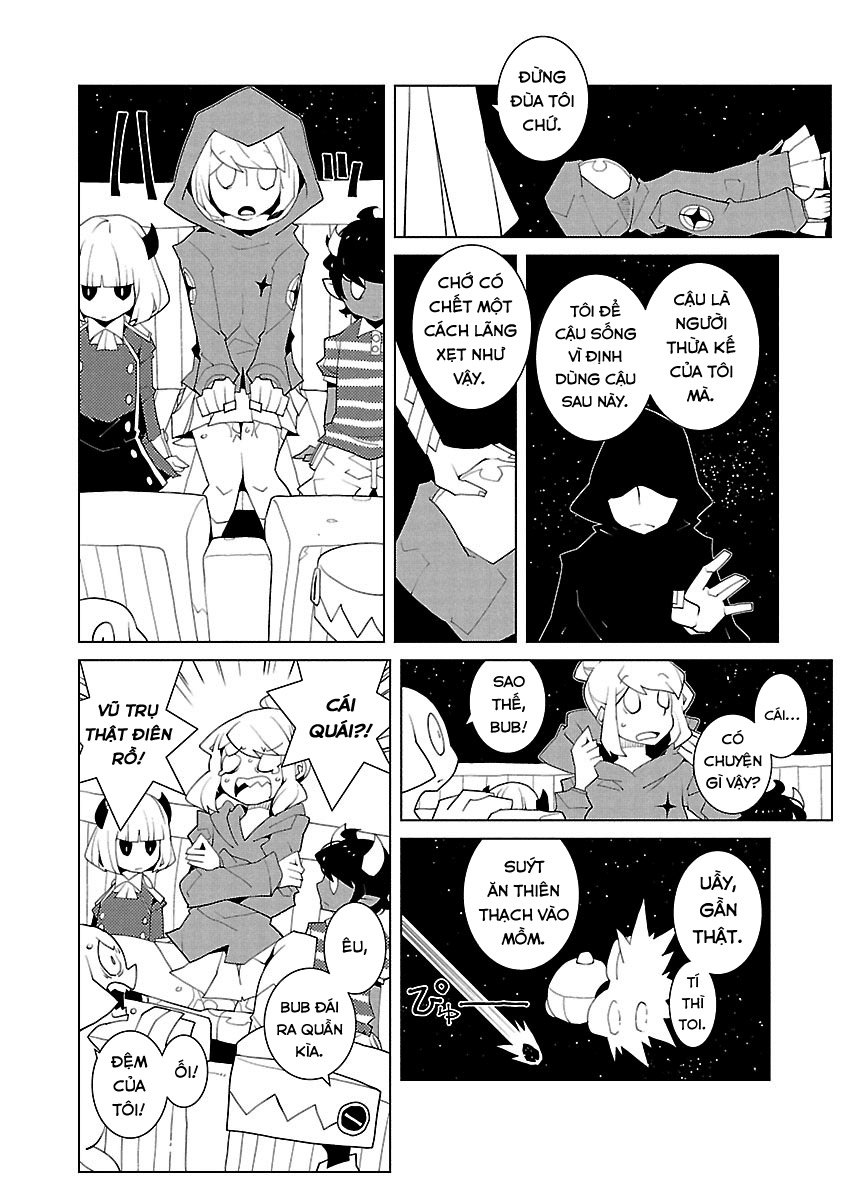 ĐỪNG
ĐÙA TÔI
CHỨ.
CẬU LÀ
NGƯỜI
THỪA KẾ
CỦA TÔI
MÀ.
TÔI ĐỂ
CẬU SỐNG
VÌ ĐỊNH
DÙNG CẬU
SAU NÀY.
CHỚ CÓ
CHẾT MỘT
CÁCH LÃNG
XẸT NHƯ
VẬY.
CÁI...
CÓ
CHUYỆN
GÌ VẬY?
SAO
THẾ,
BUB!
UẦY,
GẦN
THẬT.
TÍ
THÌ
TOI.
SUÝT
ĂN THIÊN
THẠCH VÀO
MỒM.
ぴゅ
CÁI
QUÁI?!
VŨ TRỤ
THẬT ĐIÊN
RỒ!
ÊU,
BUB ĐÁI
RA QUẦN
KÌA.
ỐI!
ĐỆM
CỦA
TÔI!